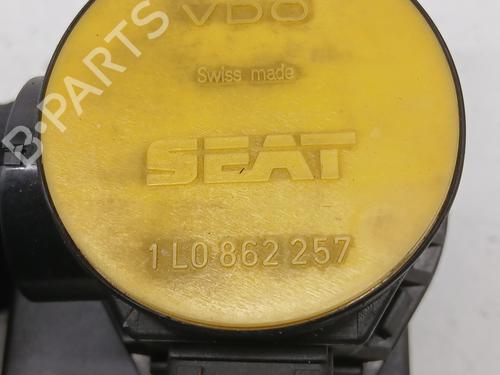 VDO
Swiss made
SEAT
1L0 862 257
B-PARTS